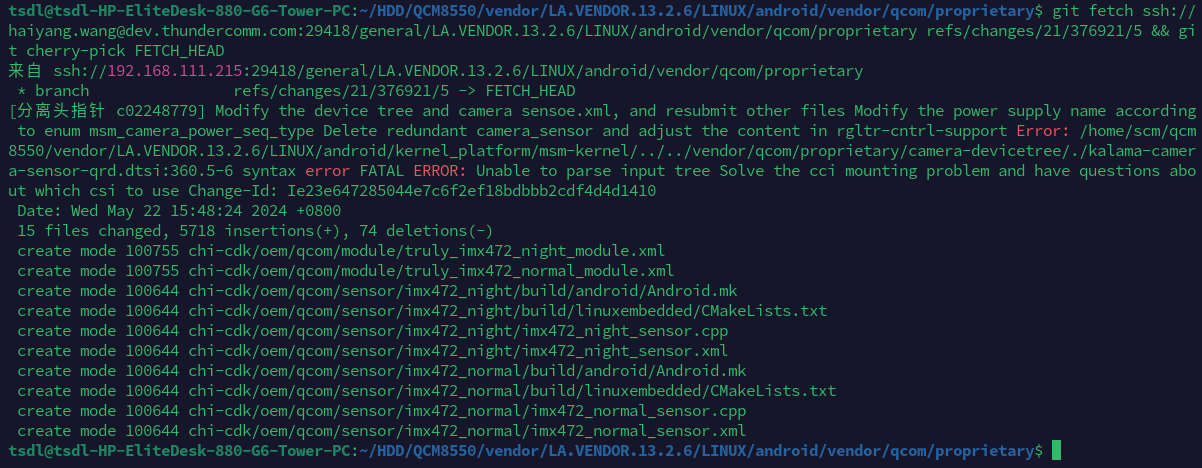 tsdl@tsdl-HP-EliteDesk-880-G6-Tower-PC:~/HDD/QCM8550/vendor/LA.VENDOR.13.2.6/LINUX/android/vendor/qcom/proprietary$ git fetch ssh://
haiyang.wang@dev.thundercomm.com:29418/general/LA.VENDOR.13.2.6/LINUX/android/vendor/qcom/proprietary refs/changes/21/376921/5 && gi
t cherry-pick FETCH_HEAD
来自 ssh://192.168.111.215:29418/general/LA.VENDOR.13.2.6/LINUX/android/vendor/qcom/proprietary
 * branch            refs/changes/21/376921/5 -> FETCH_HEAD
[分离头指针 c02248779] Modify the device tree and camera sensoe.xml, and resubmit other files Modify the power supply name according
 to enum msm_camera_power_seq_type Delete redundant camera_sensor and adjust the content in rgltr-cntrl-support Error: /home/scm/qcm
8550/vendor/LA.VENDOR.13.2.6/LINUX/android/kernel_platform/msm-kernel/../../vendor/qcom/proprietary/camera-devicetree/./kalama-camer
a-sensor-qrd.dtsi:360.5-6 syntax error FATAL ERROR: Unable to parse input tree Solve the cci mounting problem and have questions abo
ut which csi to use Change-Id: Ie23e647285044e7c6f2ef18bdbbb2cdf4d4d1410
 Date: Wed May 22 15:48:24 2024 +0800
 15 files changed, 5718 insertions(+), 74 deletions(-)
 create mode 100755 chi-cdk/oem/qcom/module/truly_imx472_night_module.xml
 create mode 100755 chi-cdk/oem/qcom/module/truly_imx472_normal_module.xml
 create mode 100644 chi-cdk/oem/qcom/sensor/imx472_night/build/android/Android.mk
 create mode 100644 chi-cdk/oem/qcom/sensor/imx472_night/build/linuxembedded/CMakeLists.txt
 create mode 100644 chi-cdk/oem/qcom/sensor/imx472_night/imx472_night_sensor.cpp
 create mode 100644 chi-cdk/oem/qcom/sensor/imx472_night/imx472_night_sensor.xml
 create mode 100644 chi-cdk/oem/qcom/sensor/imx472_normal/build/android/Android.mk
 create mode 100644 chi-cdk/oem/qcom/sensor/imx472_normal/build/linuxembedded/CMakeLists.txt
 create mode 100644 chi-cdk/oem/qcom/sensor/imx472_normal/imx472_normal_sensor.cpp
 create mode 100644 chi-cdk/oem/qcom/sensor/imx472_normal/imx472_normal_sensor.xml
tsdl@tsdl-HP-EliteDesk-880-G6-Tower-PC:~/HDD/QCM8550/vendor/LA.VENDOR.13.2.6/LINUX/android/vendor/qcom/proprietary$